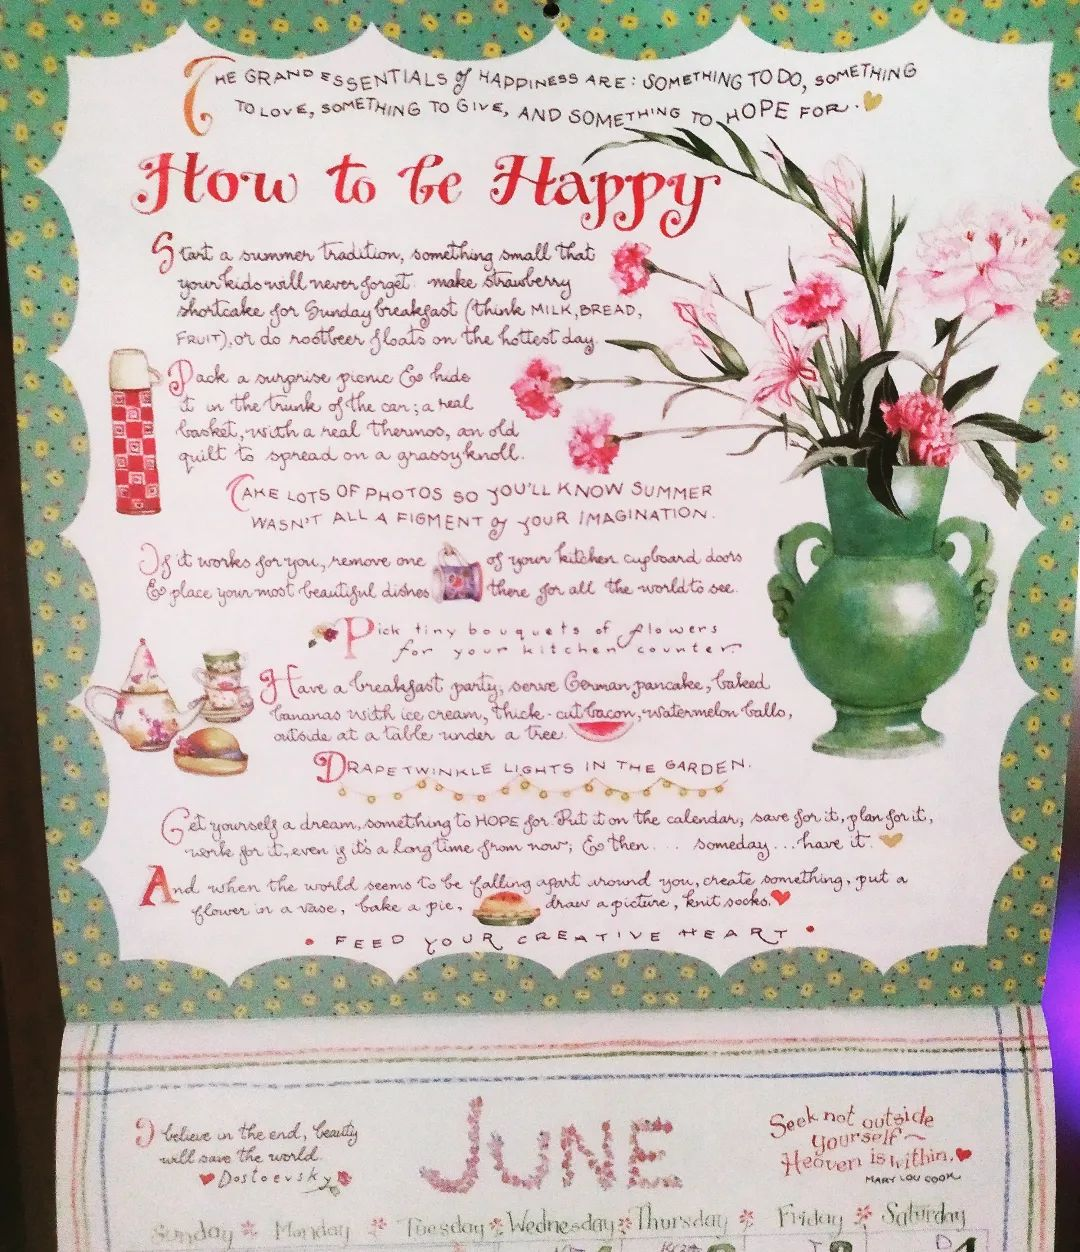 THE GRAND ESSENTIALS of HAPPINESS ARE: SOMETHING TO DO, SOMETHING
TO LOVE, SOMETHING TO GIVE, AND SOMETHING TO HOPE FOR.
How to be Happy
Start a summer tradition, something small that
your kids will never forget. make strawberry
shortcake for Sunday breakfast (think MILK, BREAD,
FRUIT), or do rootbeer floats on the hottest day.
Pack a surprise picnic & hide
it in the trunk of the car; a real
basket, with a real thermos, an old
quilt to spread on a grassy knoll.
TAKE LOTS OF PHOTOS SO YOU'LL KNOW SUMMER
WASN'T ALL A FIGMENT of YOUR IMAGINATION.
If it works for you, remove one of your kitchen cupboard doors
& place your most beautiful dishes there for all the world to see.
Pick tiny bouquets of flowers
for your kitchen counter.
Have a breakfast party, serve German pancake, baked
bananas with ice cream, thick-cut bacon, watermelon balls,
outside at a table under a tree.
DRAPE TWINKLE LIGHTS IN THE GARDEN.
Get yourself a dream, something to HOPE for. Put it on the calendar, save for it, plan for it,
work for it, even if it's a long time from now; & then... someday...have it.
And when the world seems to be falling apart around you, create something, put a
flower in a vase, bake a pie, draw a picture, knit socks.
• FEED YOUR CREATIVE HEART •
I believe in the end, beauty
will save the world.
Dostoevsky
JUNE
Seek not outside
yourself~
Heaven is within.
MARY LOU COOK
Sunday Monday Tuesday Wednesday Thursday Friday Saturday